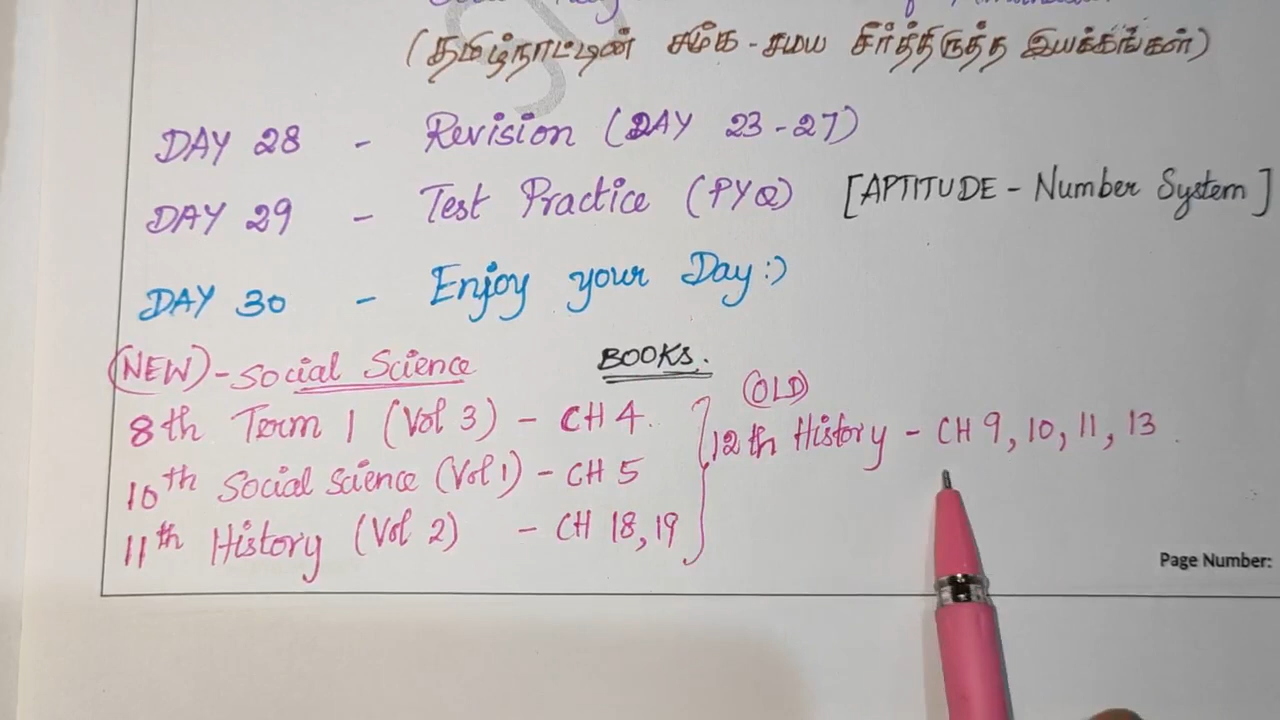 (தமிழ்நாட்டின் சமூக - சமய சீர்த்திருத்த இயக்கங்கள்)
DAY 28 - Revision (DAY 23-27)
DAY 29 - Test Practice (PYQ) [APTITUDE - Number System]
DAY 30 - Enjoy your Day:)
(NEW) - Social Science BOOKS.
(OLD)
8th Term 1 (Vol 3) - CH 4.
12th History - CH 9, 10, 11, 13
10th Social Science (Vol 1) - CH 5
11th History (Vol 2) - CH 18, 19
Page Number: